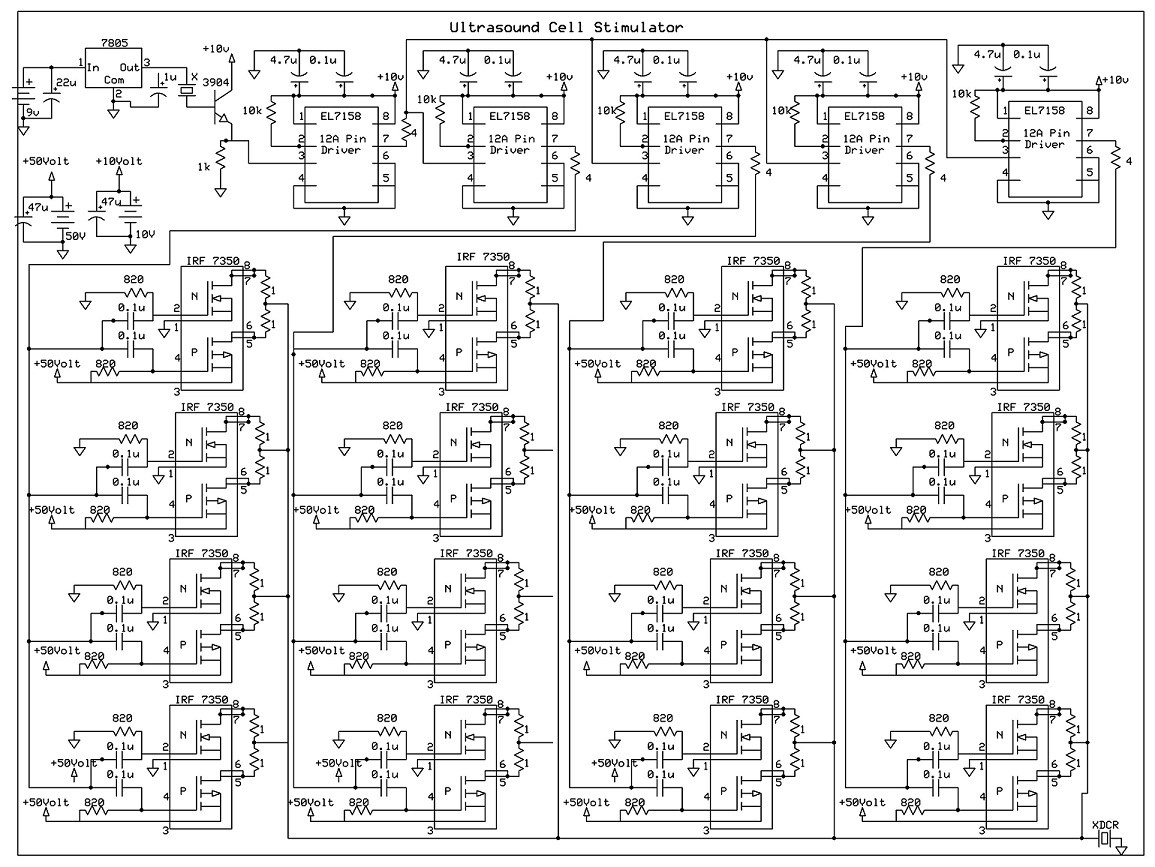 Ultrasound Cell Stimulator
7805
1 In Out 3
Com
2
22u
9v
.1u
X
3904
+10v
1k
+50Volt
47u
50V
+10Volt
47u
10V
4.7u 0.1u
+10v
10k
EL7158
12A Pin
Driver
1 8
2 7
3 6
4 5
4
4.7u 0.1u
+10v
10k
EL7158
12A Pin
Driver
1 8
2 7
3 6
4 5
4
4.7u 0.1u
+10v
10k
EL7158
12A Pin
Driver
1 8
2 7
3 6
4 5
4
4.7u 0.1u
+10v
10k
EL7158
12A Pin
Driver
1 8
2 7
3 6
4 5
4
4.7u 0.1u
+10v
10k
EL7158
12A Pin
Driver
1 8
2 7
3 6
4 5
4
IRF 7350
820
0.1u
0.1u
+50Volt
820
N
P
2
1
4
3
8
7
6
5
1
1
IRF 7350
820
0.1u
0.1u
+50Volt
820
N
P
2
1
4
3
8
7
6
5
1
1
IRF 7350
820
0.1u
0.1u
+50Volt
820
N
P
2
1
4
3
8
7
6
5
1
1
IRF 7350
820
0.1u
0.1u
+50Volt
820
N
P
2
1
4
3
8
7
6
5
1
1
IRF 7350
820
0.1u
0.1u
+50Volt
820
N
P
2
1
4
3
8
7
6
5
1
1
IRF 7350
820
0.1u
0.1u
+50Volt
820
N
P
2
1
4
3
8
7
6
5
1
1
IRF 7350
820
0.1u
0.1u
+50Volt
820
N
P
2
1
4
3
8
7
6
5
1
1
IRF 7350
820
0.1u
0.1u
+50Volt
820
N
P
2
1
4
3
8
7
6
5
1
1
IRF 7350
820
0.1u
0.1u
+50Volt
820
N
P
2
1
4
3
8
7
6
5
1
1
IRF 7350
820
0.1u
0.1u
+50Volt
820
N
P
2
1
4
3
8
7
6
5
1
1
IRF 7350
820
0.1u
0.1u
+50Volt
820
N
P
2
1
4
3
8
7
6
5
1
1
IRF 7350
820
0.1u
0.1u
+50Volt
820
N
P
2
1
4
3
8
7
6
5
1
1
IRF 7350
820
0.1u
+50Volt
0.1u
+50Volt
820
N
P
2
1
4
3
8
7
6
5
1
1
IRF 7350
820
0.1u
+50Volt
0.1u
+50Volt
820
N
P
2
1
4
3
8
7
6
5
1
1
IRF 7350
820
0.1u
+50Volt
0.1u
+50Volt
820
N
P
2
1
4
3
8
7
6
5
1
1
IRF 7350
820
0.1u
0.1u
+50Volt
820
N
P
2
1
4
3
8
7
6
5
1
1
XDCR